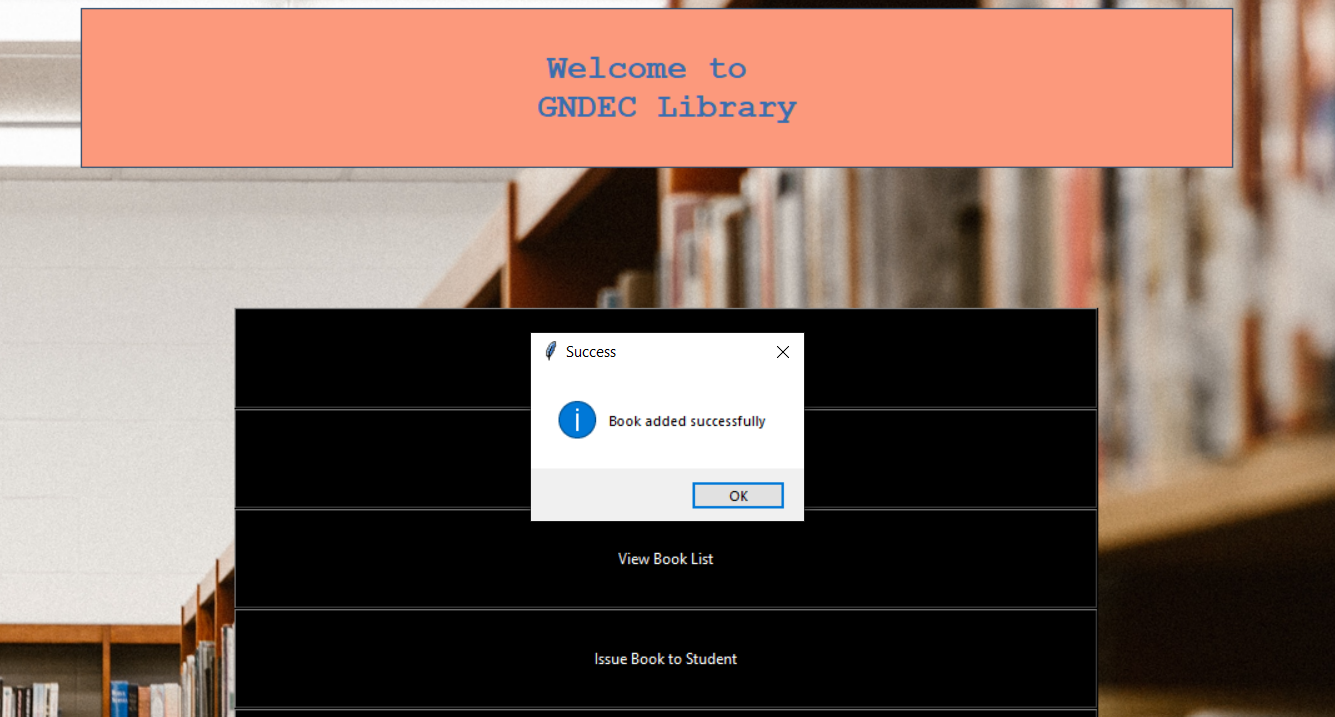 Welcome to
GNDEC Library
Success
Book added successfully
OK
View Book List
Issue Book to Student